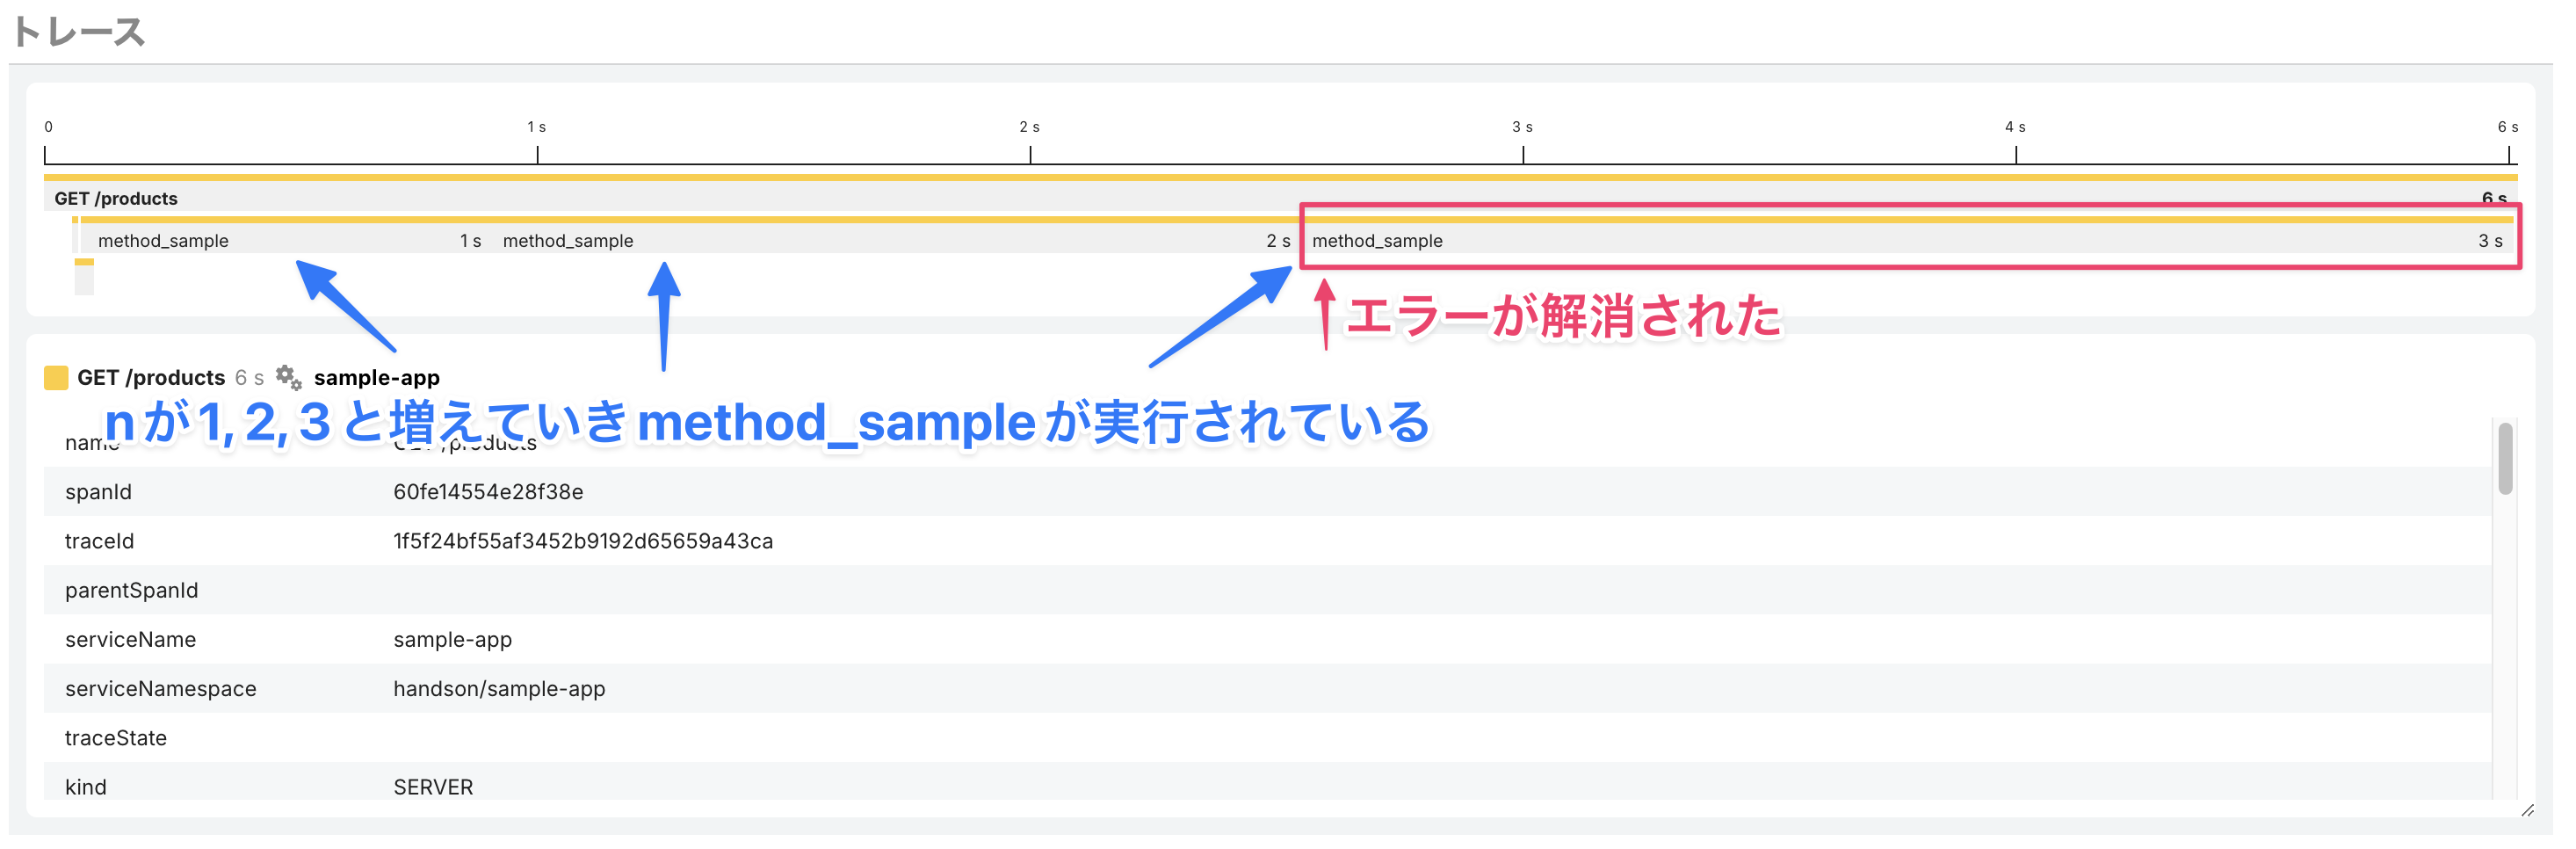 トレース
0 1 s 2 s 3 s 4 s 6 s
GET /products 6 s
method_sample 1 s method_sample 2 s method_sample 3 s
エラーが解消された
GET /products 6 s sample-app
nが1, 2, 3と増えていきmethod_sampleが実行されている
name GET /products
spanId 60fe14554e28f38e
traceId 1f5f24bf55af3452b9192d65659a43ca
parentSpanId
serviceName sample-app
serviceNamespace handson/sample-app
traceState
kind SERVER